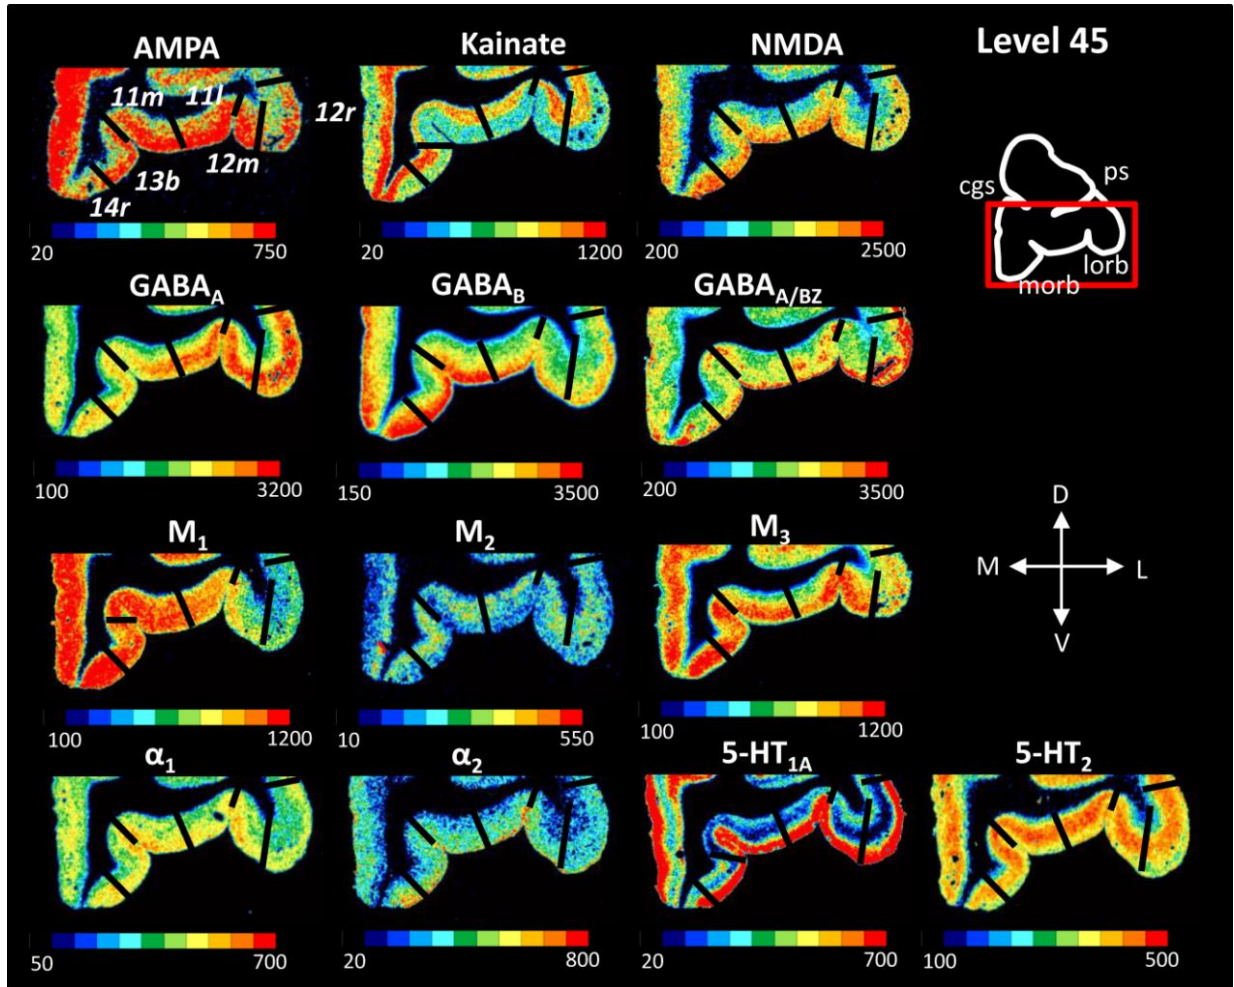 AMPA Kainate NMDA Level 45
11m 11l 12r
12m
13b
14r
cgs ps
lorb
morb
20 750 20 1200 200 2500
GABAA GABAB GABAA/BZ
100 3200 150 3500 200 3500
D
M L
V
M1 M2 M3
100 1200 10 550 100 1200
α1 α2 5-HT1A 5-HT2
50 700 20 800 20 700 100 500